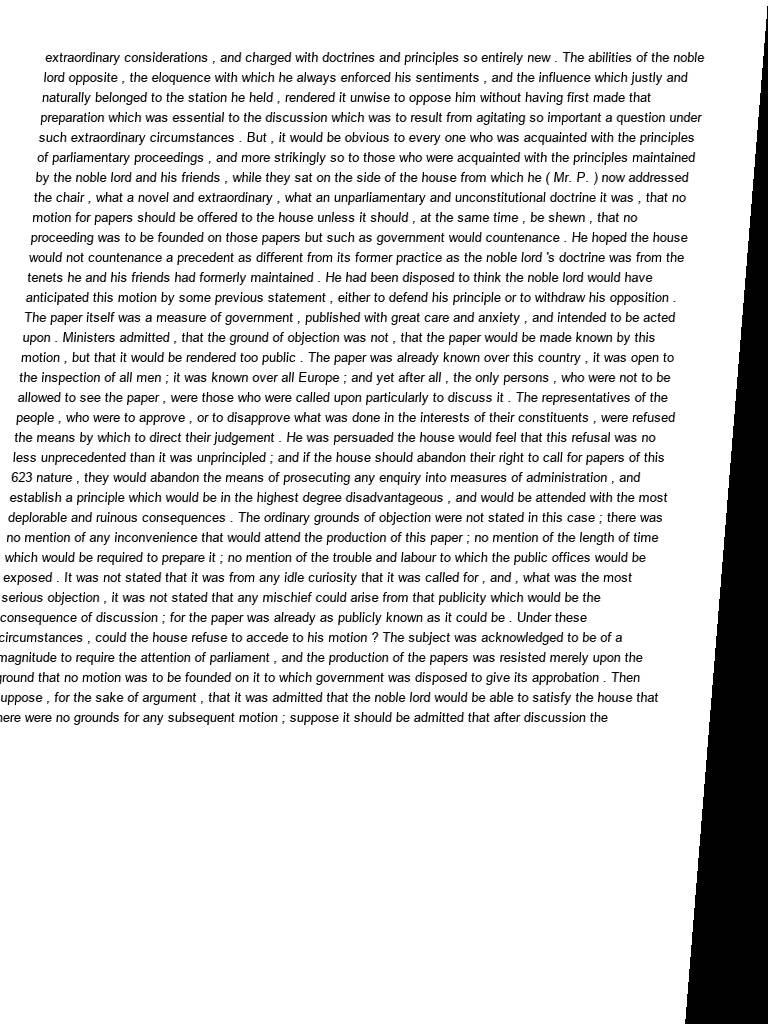 extraordinary considerations , and charged with doctrines and principles so entirely new . The abilities of the noble
lord opposite , the eloquence with which he always enforced his sentiments , and the influence which justly and
naturally belonged to the station he held , rendered it unwise to oppose him without having first made that
preparation which was essential to the discussion which was to result from agitating so important a question under
such extraordinary circumstances . But , it would be obvious to every one who was acquainted with the principles
of parliamentary proceedings , and more strikingly so to those who were acquainted with the principles maintained
by the noble lord and his friends , while they sat on the side of the house from which he ( Mr. P. ) now addressed
the chair , what a novel and extraordinary , what an unparliamentary and unconstitutional doctrine it was , that no
motion for papers should be offered to the house unless it should , at the same time , be shewn , that no
proceeding was to be founded on those papers but such as government would countenance . He hoped the house
would not countenance a precedent as different from its former practice as the noble lord 's doctrine was from the
tenets he and his friends had formerly maintained . He had been disposed to think the noble lord would have
anticipated this motion by some previous statement , either to defend his principle or to withdraw his opposition .
The paper itself was a measure of government , published with great care and anxiety , and intended to be acted
upon . Ministers admitted , that the ground of objection was not , that the paper would be made known by this
motion , but that it would be rendered too public . The paper was already known over this country , it was open to
the inspection of all men ; it was known over all Europe ; and yet after all , the only persons , who were not to be
allowed to see the paper , were those who were called upon particularly to discuss it . The representatives of the
people , who were to approve , or to disapprove what was done in the interests of their constituents , were refused
the means by which to direct their judgement . He was persuaded the house would feel that this refusal was no
less unprecedented than it was unprincipled ; and if the house should abandon their right to call for papers of this
623 nature , they would abandon the means of prosecuting any enquiry into measures of administration , and
establish a principle which would be in the highest degree disadvantageous , and would be attended with the most
deplorable and ruinous consequences . The ordinary grounds of objection were not stated in this case ; there was
no mention of any inconvenience that would attend the production of this paper ; no mention of the length of time
which would be required to prepare it ; no mention of the trouble and labour to which the public offices would be
exposed . It was not stated that it was from any idle curiosity that it was called for , and , what was the most
serious objection , it was not stated that any mischief could arise from that publicity which would be the
consequence of discussion ; for the paper was already as publicly known as it could be . Under these
circumstances , could the house refuse to accede to his motion ? The subject was acknowledged to be of a
magnitude to require the attention of parliament , and the production of the papers was resisted merely upon the
ground that no motion was to be founded on it to which government was disposed to give its approbation . Then
uppose , for the sake of argument , that it was admitted that the noble lord would be able to satisfy the house that
here were no grounds for any subsequent motion ; suppose it should be admitted that after discussion the